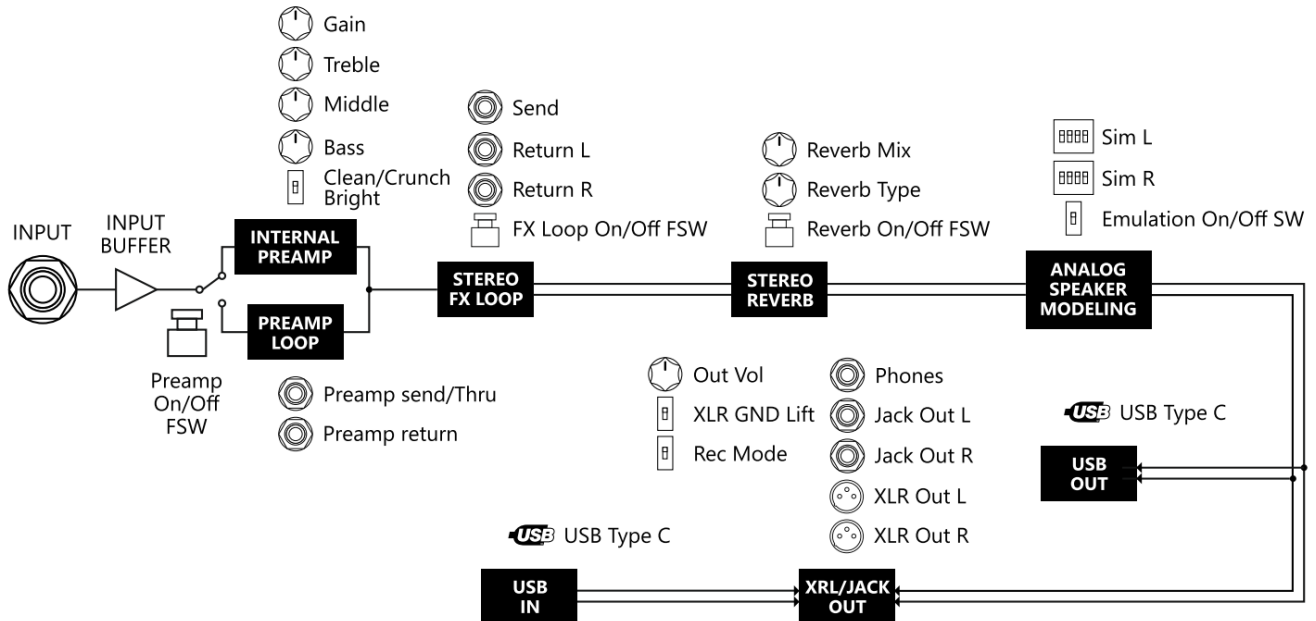 Gain
Treble
Middle
Bass
Clean/Crunch
Bright
Send
Return L
Return R
FX Loop On/Off FSW
Reverb Mix
Reverb Type
Reverb On/Off FSW
Sim L
Sim R
Emulation On/Off SW
INPUT
INPUT
BUFFER
INTERNAL
PREAMP
PREAMP
LOOP
STEREO
FX LOOP
STEREO
REVERB
ANALOG
SPEAKER
MODELING
Preamp
On/Off
FSW
Preamp send/Thru
Preamp return
Out Vol
XLR GND Lift
Rec Mode
Phones
Jack Out L
Jack Out R
XLR Out L
XLR Out R
USB USB Type C
USB
OUT
USB USB Type C
USB
IN
XRL/JACK
OUT